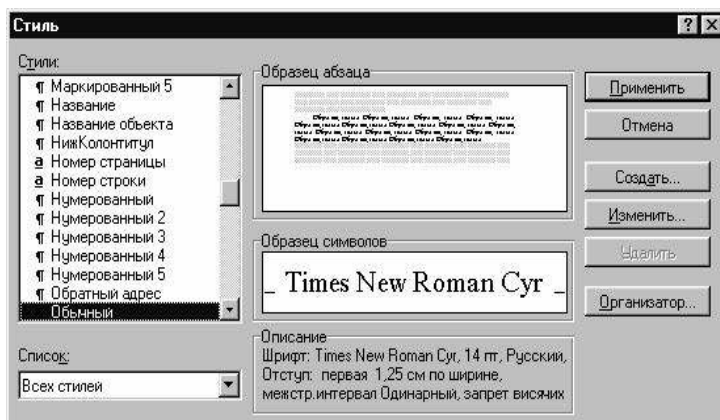 Стиль
Стили:
¶ Маркированный 5
¶ Название
¶ Название объекта
¶ НижКолонтитул
a Номер страницы
a Номер строки
¶ Нумерованный
¶ Нумерованный 2
¶ Нумерованный 3
¶ Нумерованный 4
¶ Нумерованный 5
¶ Обратный адрес
Обычный
Список:
Всех стилей
Образец абзаца
Образец символов
Times New Roman Cyr
Описание
Шрифт: Times New Roman Cyr, 14 пт, Русский,
Отступ: первая 1,25 см по ширине,
межстр.интервал Одинарный, запрет висячих
Применить
Отмена
Создать...
Изменить...
Удалить
Организатор...